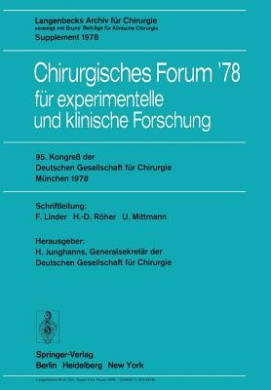 Langenbecks Archiv für Chirurgie
vereinigt mit Bruns' Beiträge für Klinische Chirurgie
Supplement 1978
Chirurgisches Forum '78
für experimentelle
und klinische Forschung
95. Kongreß der
Deutschen Gesellschaft für Chirurgie
München 1978
Schriftleitung:
F. Linder H.-D. Röher U. Mittmann
Herausgeber:
H. Junghanns, Generalsekretär der
Deutschen Gesellschaft für Chirurgie
Springer-Verlag
Berlin Heidelberg New York